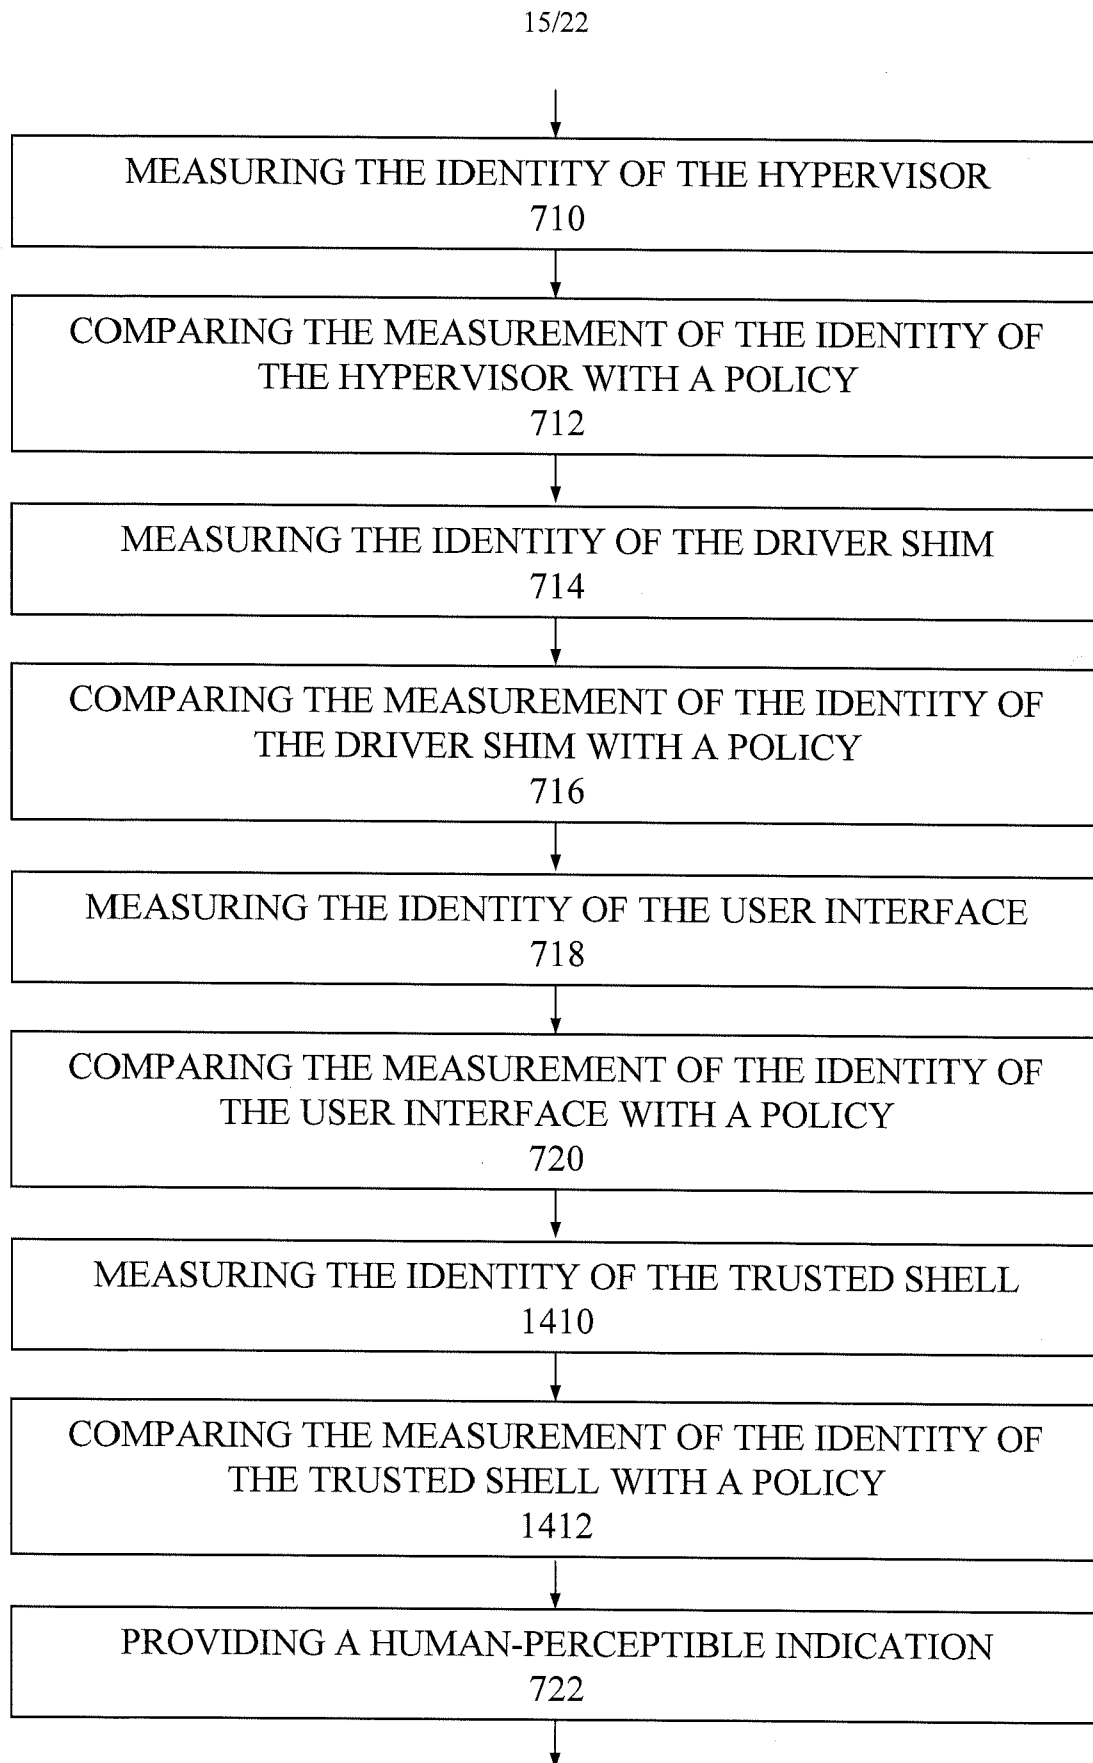 15/22
MEASURING THE IDENTITY OF THE HYPERVISOR
710
COMPARING THE MEASUREMENT OF THE IDENTITY OF
THE HYPERVISOR WITH A POLICY
712
MEASURING THE IDENTITY OF THE DRIVER SHIM
714
COMPARING THE MEASUREMENT OF THE IDENTITY OF
THE DRIVER SHIM WITH A POLICY
716
MEASURING THE IDENTITY OF THE USER INTERFACE
718
COMPARING THE MEASUREMENT OF THE IDENTITY OF
THE USER INTERFACE WITH A POLICY
720
MEASURING THE IDENTITY OF THE TRUSTED SHELL
1410
COMPARING THE MEASUREMENT OF THE IDENTITY OF
THE TRUSTED SHELL WITH A POLICY
1412
PROVIDING A HUMAN-PERCEPTIBLE INDICATION
722